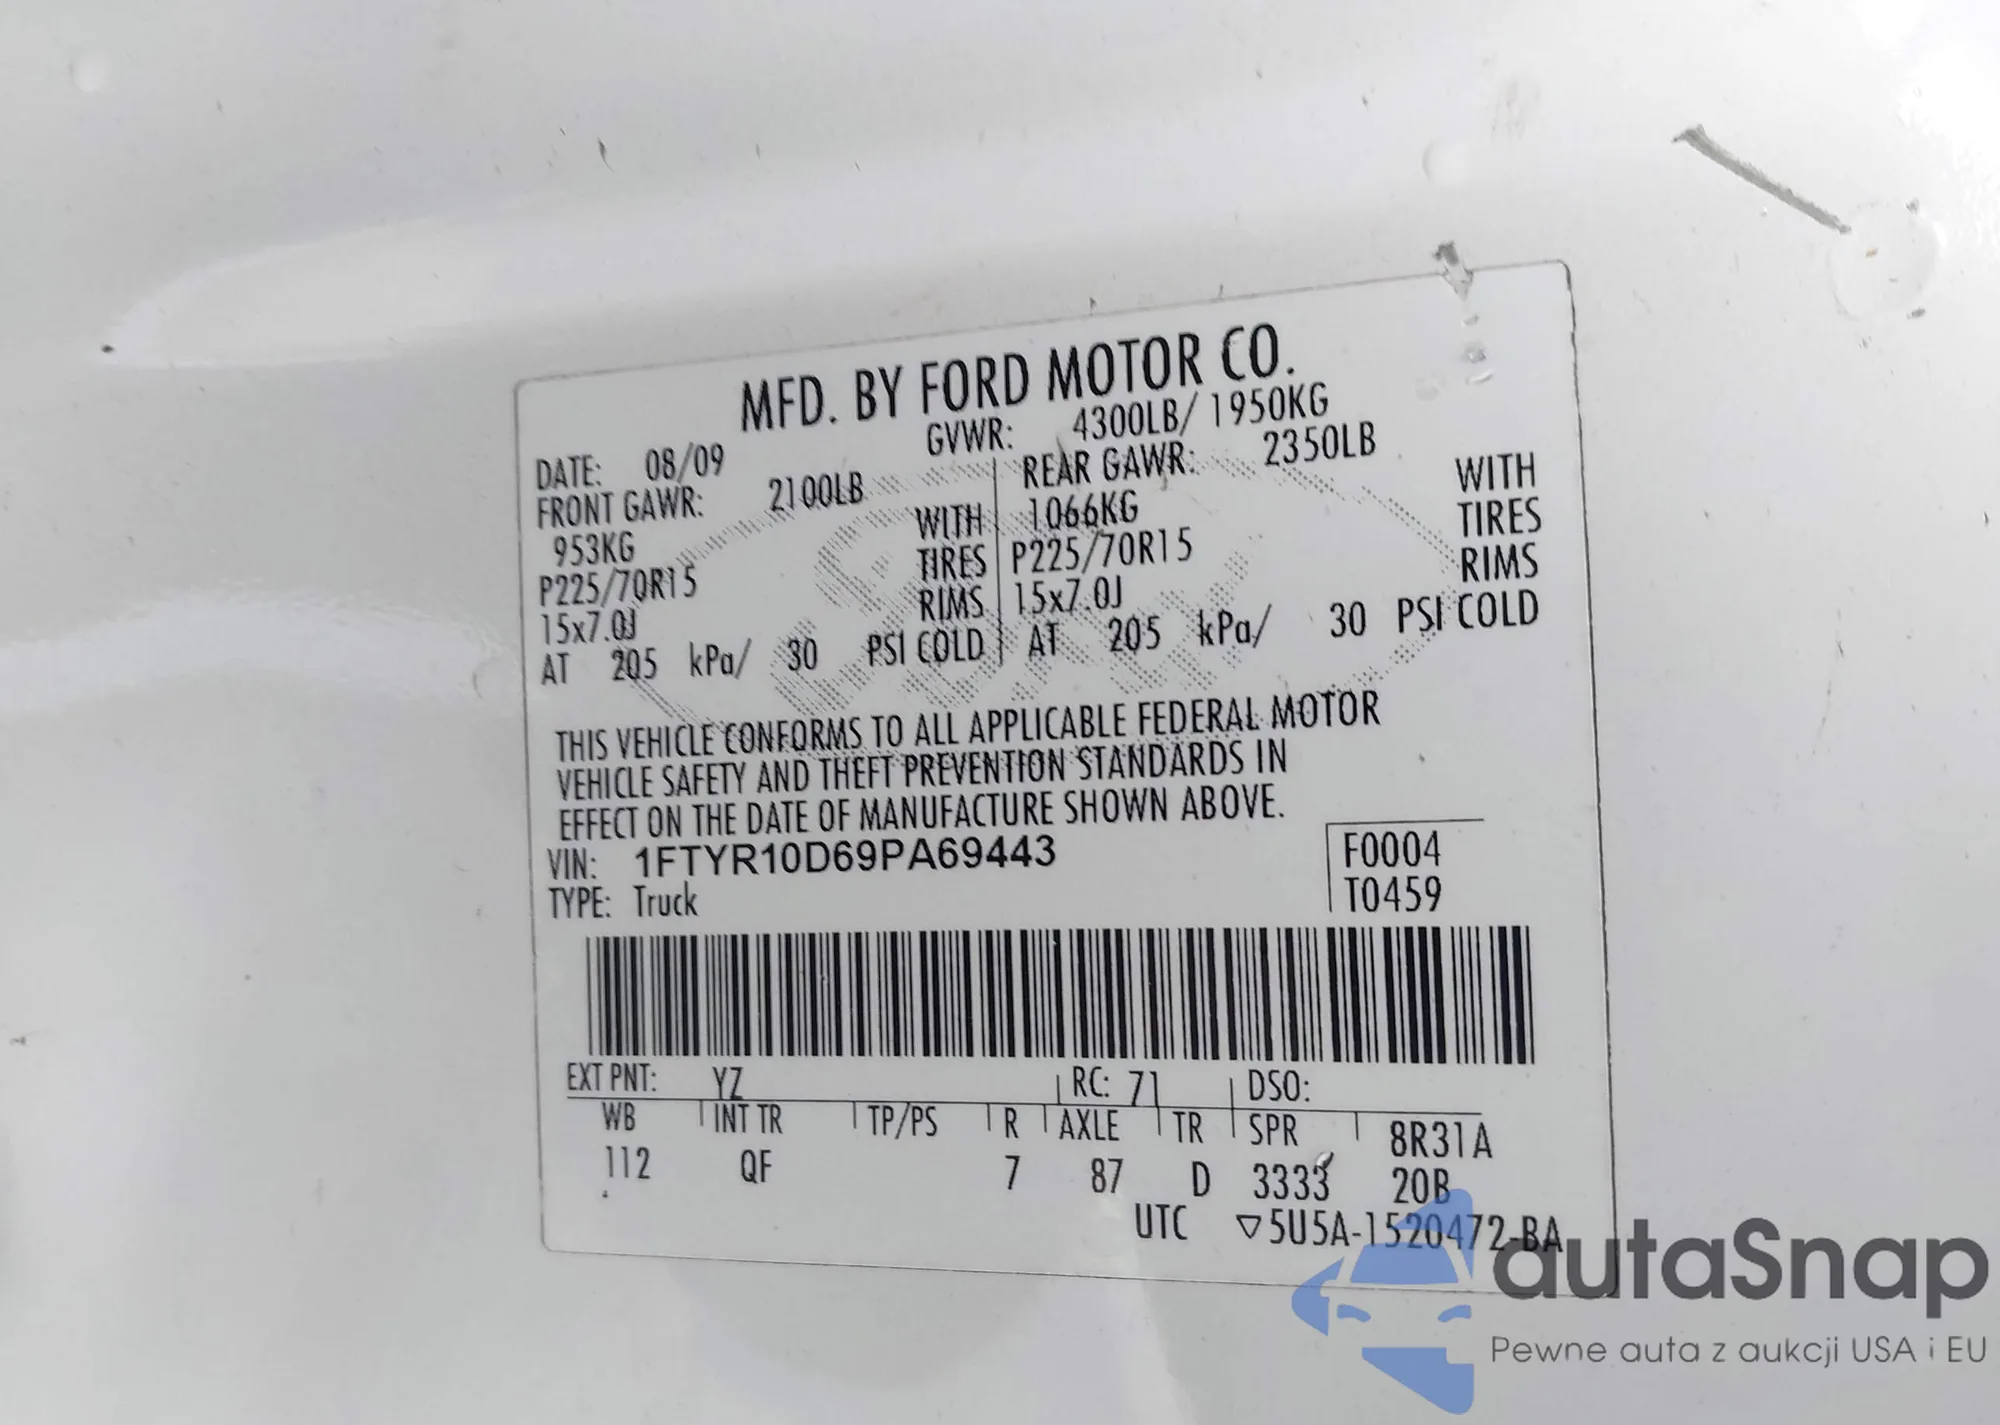 MFD. BY FORD MOTOR CO.
DATE: 08/09 GVWR: 4300LB/ 1950KG
FRONT GAWR: 2100LB REAR GAWR: 2350LB
953KG WITH 1066KG WITH
P225/70R15 TIRES P225/70R15 TIRES
15x7.0J RIMS 15x7.0J RIMS
AT 205 kPa/ 30 PSI COLD AT 205 kPa/ 30 PSI COLD
THIS VEHICLE CONFORMS TO ALL APPLICABLE FEDERAL MOTOR
VEHICLE SAFETY AND THEFT PREVENTION STANDARDS IN
EFFECT ON THE DATE OF MANUFACTURE SHOWN ABOVE.
VIN: 1FTYR10D69PA69443 F0004
TYPE: Truck T0459
EXT PNT: YZ RC: 71 DSO:
WB INT TR TP/PS R AXLE TR SPR 8R31A
112 QF 7 87 D 3333 20B
UTC ▽5U5A-1520472-BA
autaSnap
Pewne auta z aukcji USA i EU